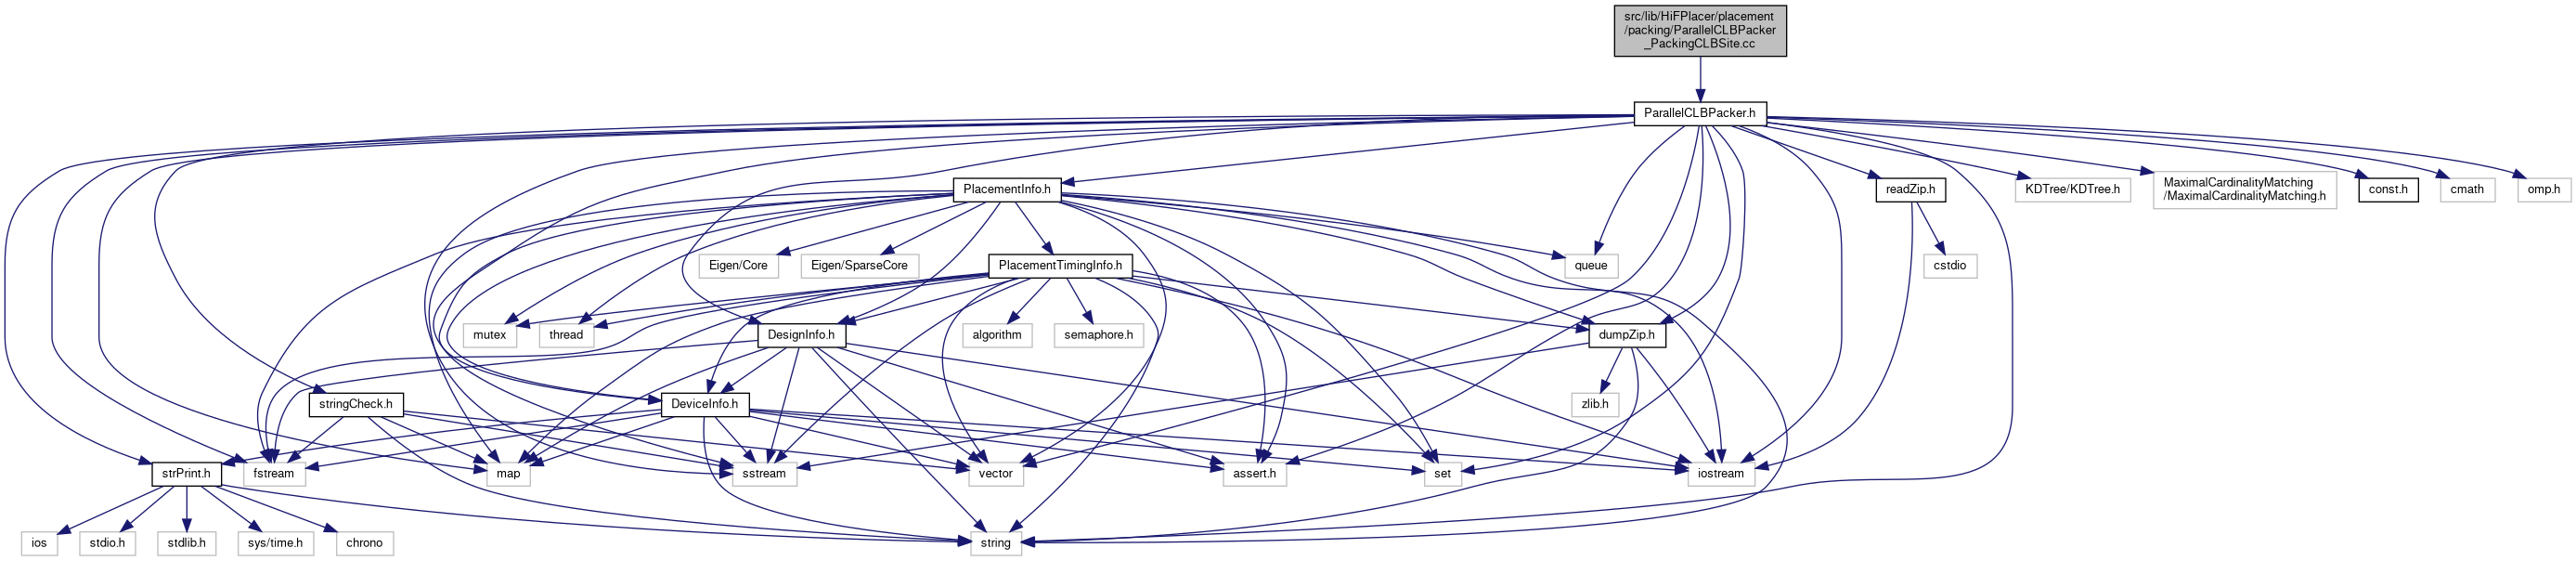 src/lib/HiFPlacer/placement
/packing/ParallelCLBPacker
_PackingCLBSite.cc
ParallelCLBPacker.h
PlacementInfo.h
readZip.h
KDTree/KDTree.h
MaximalCardinalityMatching
/MaximalCardinalityMatching.h
const.h
cmath
omp.h
Eigen/Core
Eigen/SparseCore
PlacementTimingInfo.h
queue
cstdio
mutex
thread
DesignInfo.h
algorithm
semaphore.h
dumpZip.h
stringCheck.h
DeviceInfo.h
zlib.h
strPrint.h
fstream
map
sstream
vector
assert.h
set
iostream
ios
stdio.h
stdlib.h
sys/time.h
chrono
string